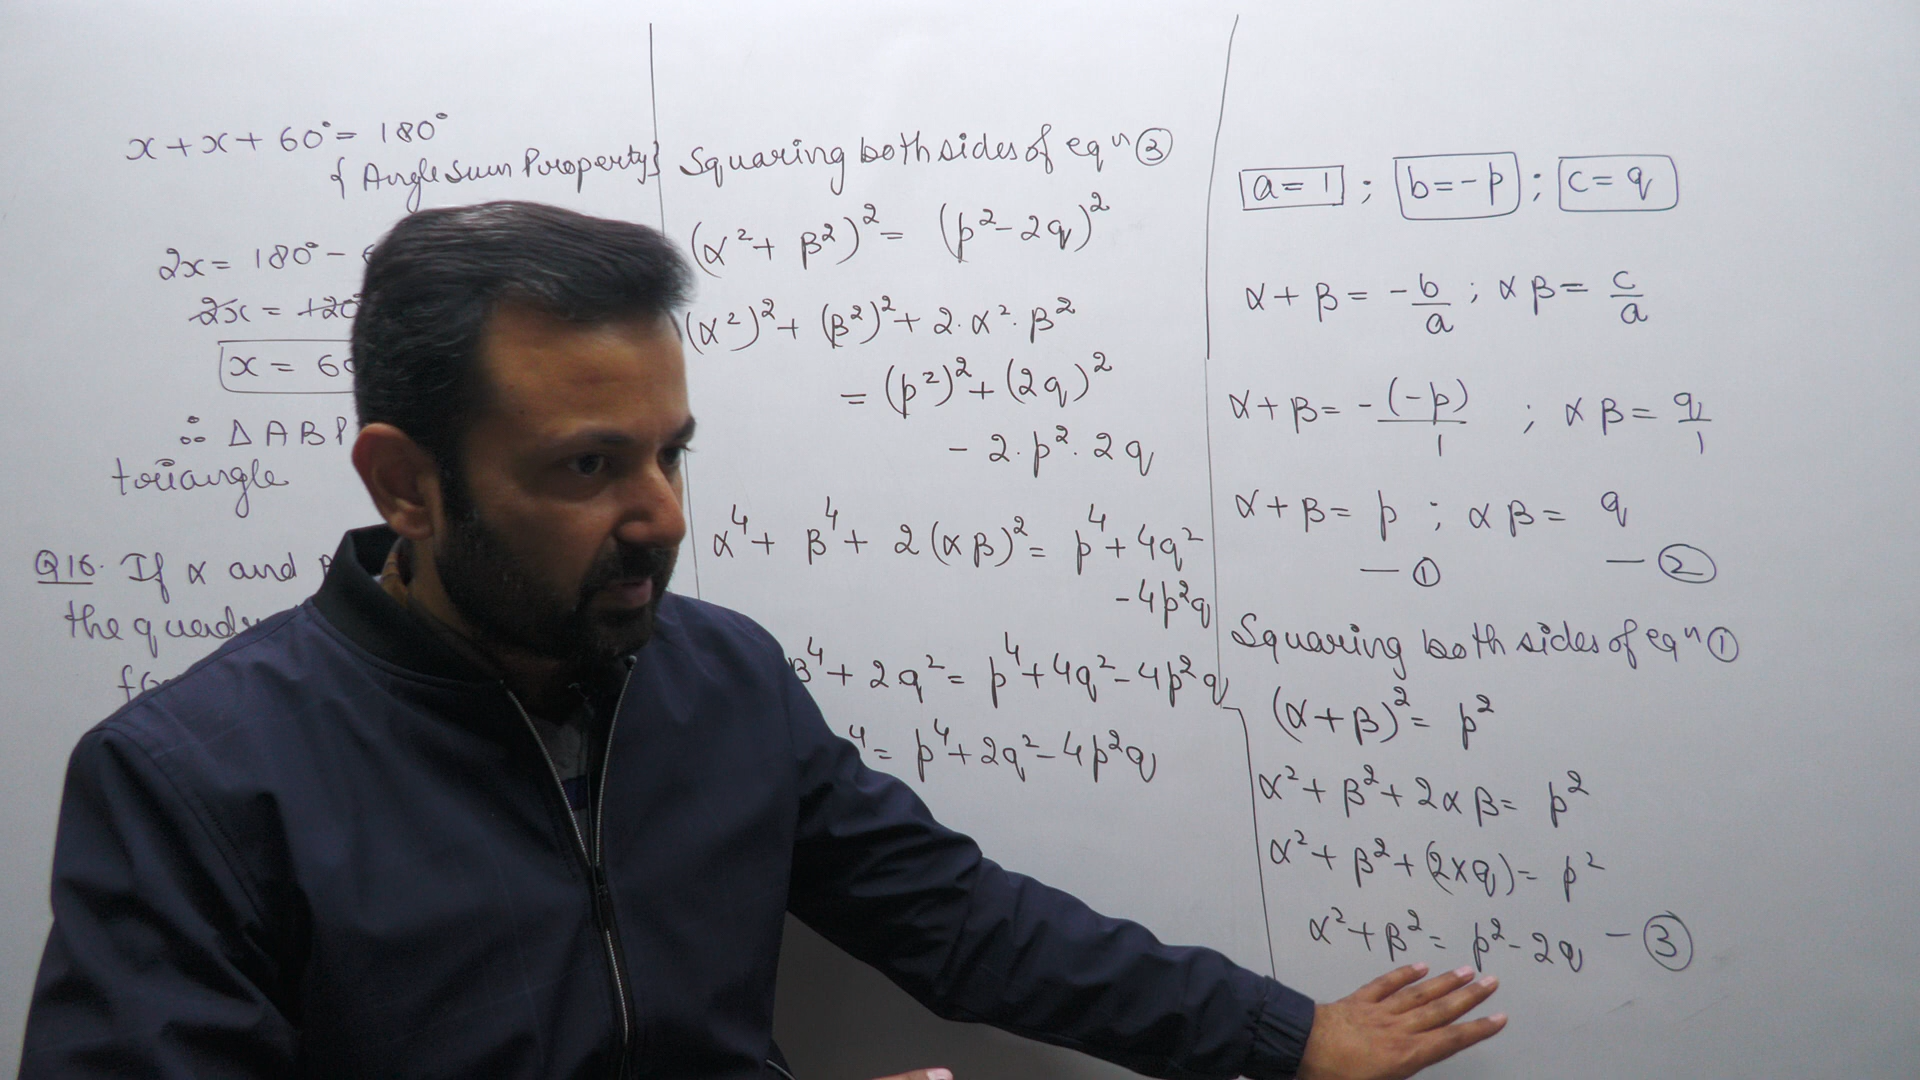 x + x + 60° = 180°
{ Angle Sum Property }
2x = 180° -
2x = 120°
x = 60
∴ Δ ABP
triangle
Q16. If α and
the quad
Squaring both sides of eqⁿ ③
(α² + β²)² = (p² - 2q)²
(α²)² + (β²)² + 2·α²·β²
= (p²)² + (2q)²
- 2·p²·2q
α⁴ + β⁴ + 2(αβ)² = p⁴ + 4q²
- 4p²q
β⁴ + 2q² = p⁴ + 4q² - 4p²q
⁴ = p⁴ + 2q² - 4p²q
a = 1 ; b = -p ; c = q
α + β = -b/a ; αβ = c/a
α + β = -(-p)/1 ; αβ = q/1
α + β = p ; αβ = q
— ① — ②
Squaring both sides of eqⁿ ①
(α + β)² = p²
α² + β² + 2αβ = p²
α² + β² + (2×q) = p²
α² + β² = p² - 2q — ③